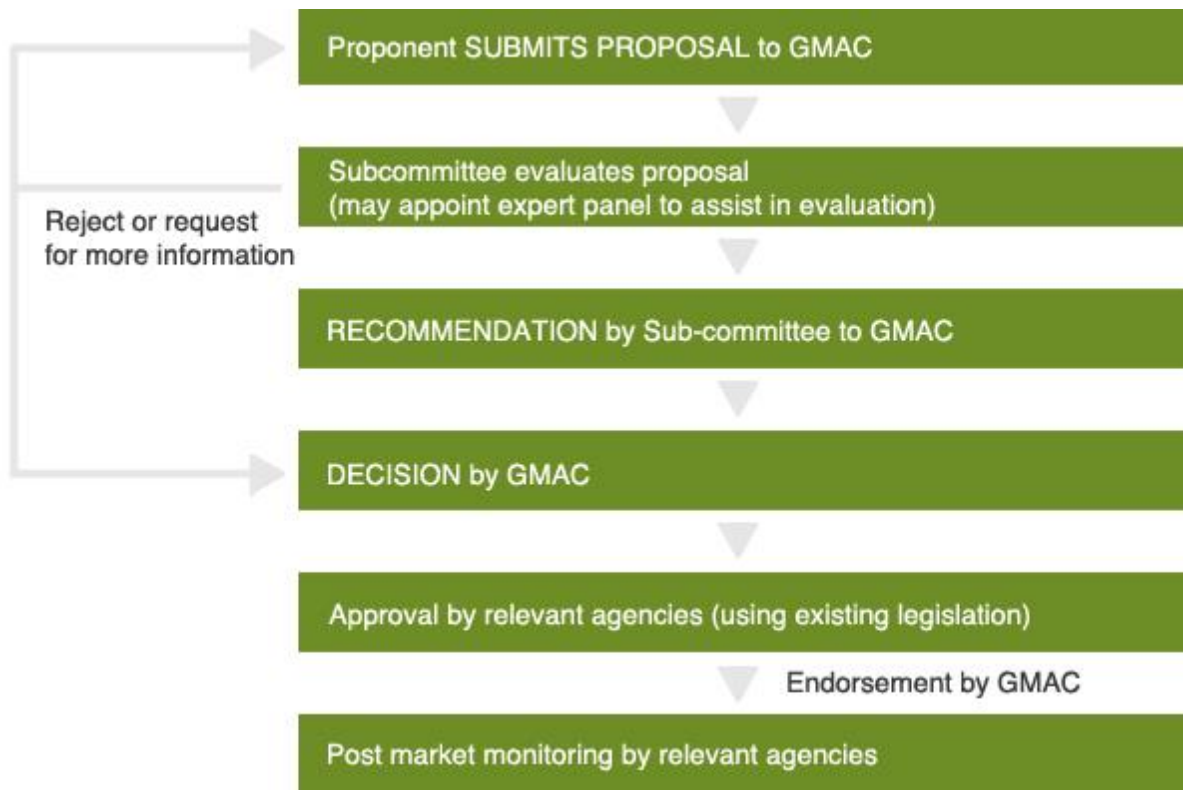 Proponent SUBMITS PROPOSAL to GMAC
Subcommittee evaluates proposal
(may appoint expert panel to assist in evaluation)
Reject or request
for more information
RECOMMENDATION by Sub-committee to GMAC
DECISION by GMAC
Approval by relevant agencies (using existing legislation)
Endorsement by GMAC
Post market monitoring by relevant agencies